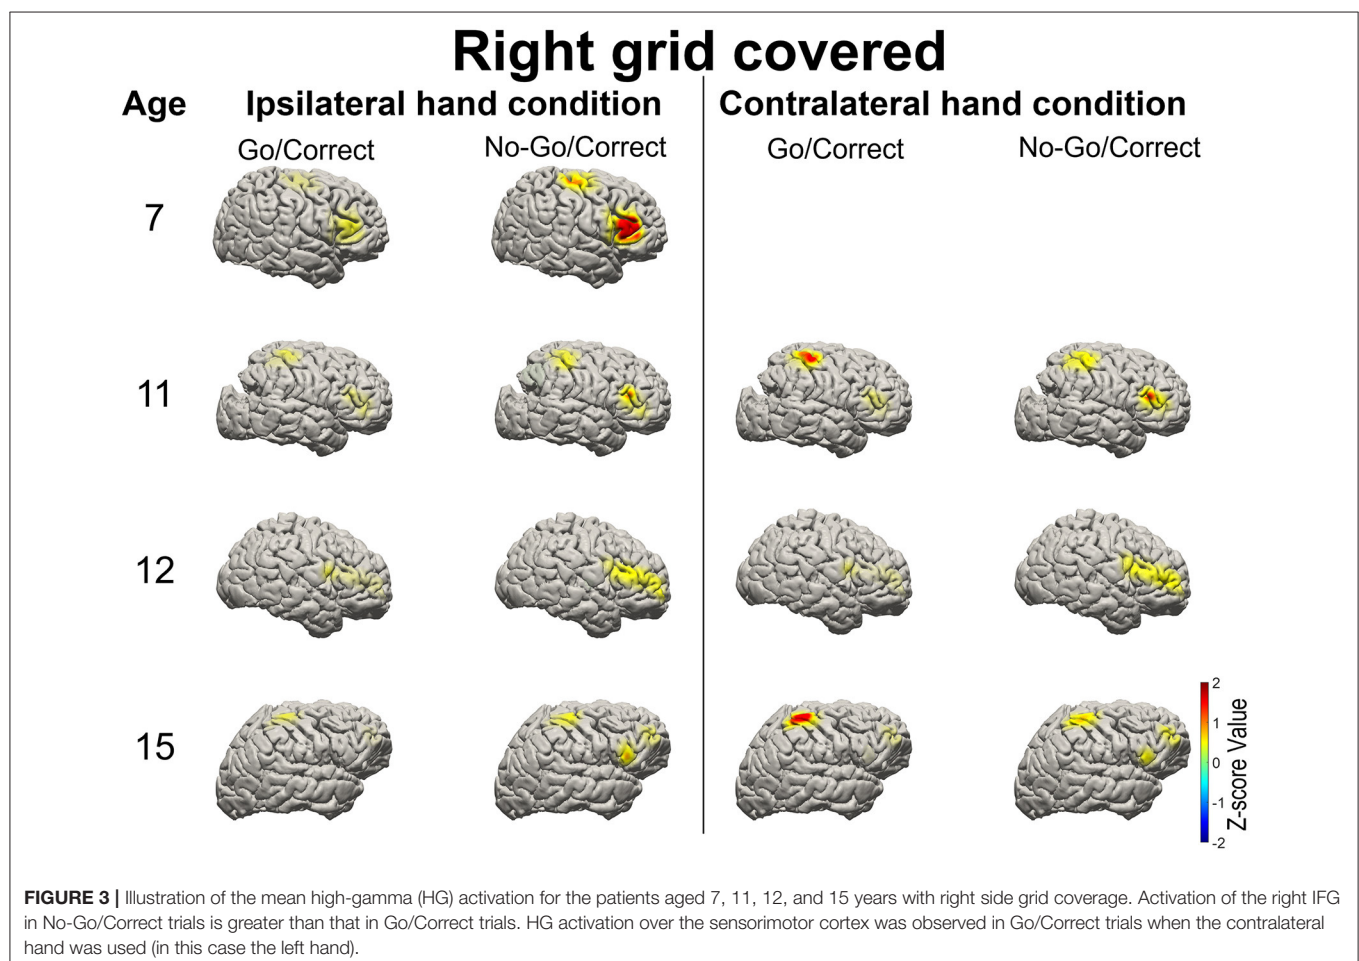 Right grid covered
Age Ipsilateral hand condition Contralateral hand condition
Go/Correct No-Go/Correct Go/Correct No-Go/Correct
7
11
12
15
2
1
0
-1
-2
Z-score Value
FIGURE 3 | Illustration of the mean high-gamma (HG) activation for the patients aged 7, 11, 12, and 15 years with right side grid coverage. Activation of the right IFG
in No-Go/Correct trials is greater than that in Go/Correct trials. HG activation over the sensorimotor cortex was observed in Go/Correct trials when the contralateral
hand was used (in this case the left hand).